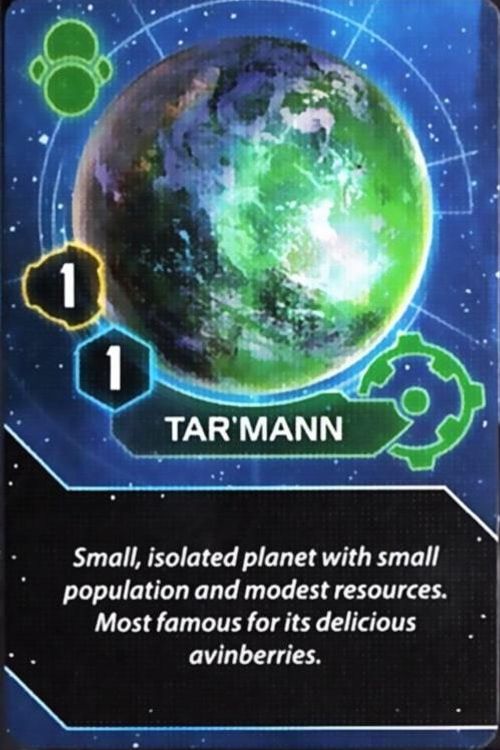 1
1
TAR'MANN
Small, isolated planet with small
population and modest resources.
Most famous for its delicious
avinberries.